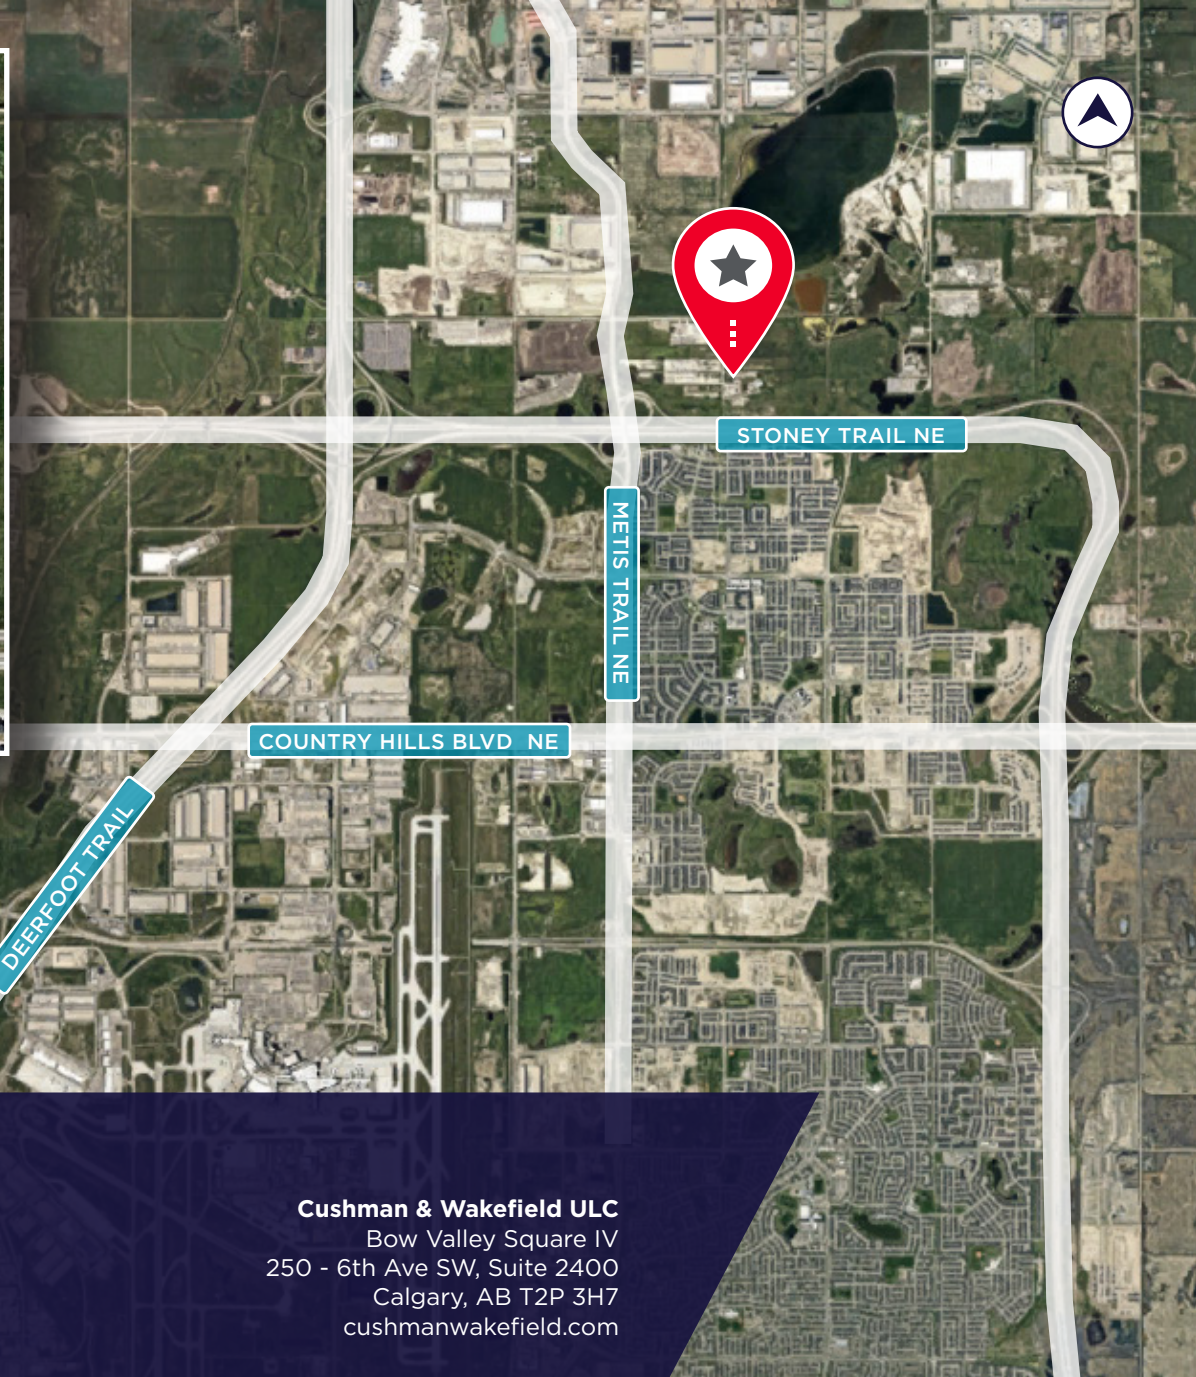 STONEY TRAIL NE
METIS TRAIL NE
COUNTRY HILLS BLVD  NE
DEERFOOT TRAIL
Cushman & Wakefield ULC
Bow Valley Square IV
250 - 6th Ave SW, Suite 2400
Calgary, AB T2P 3H7
cushmanwakefield.com